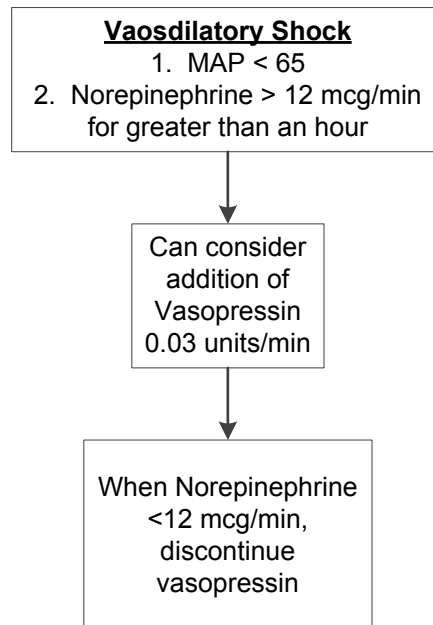 Vaosdilatory Shock
1. MAP < 65
2. Norepinephrine > 12 mcg/min
for greater than an hour
Can consider
addition of
Vasopressin
0.03 units/min
When Norepinephrine
<12 mcg/min,
discontinue
vasopressin